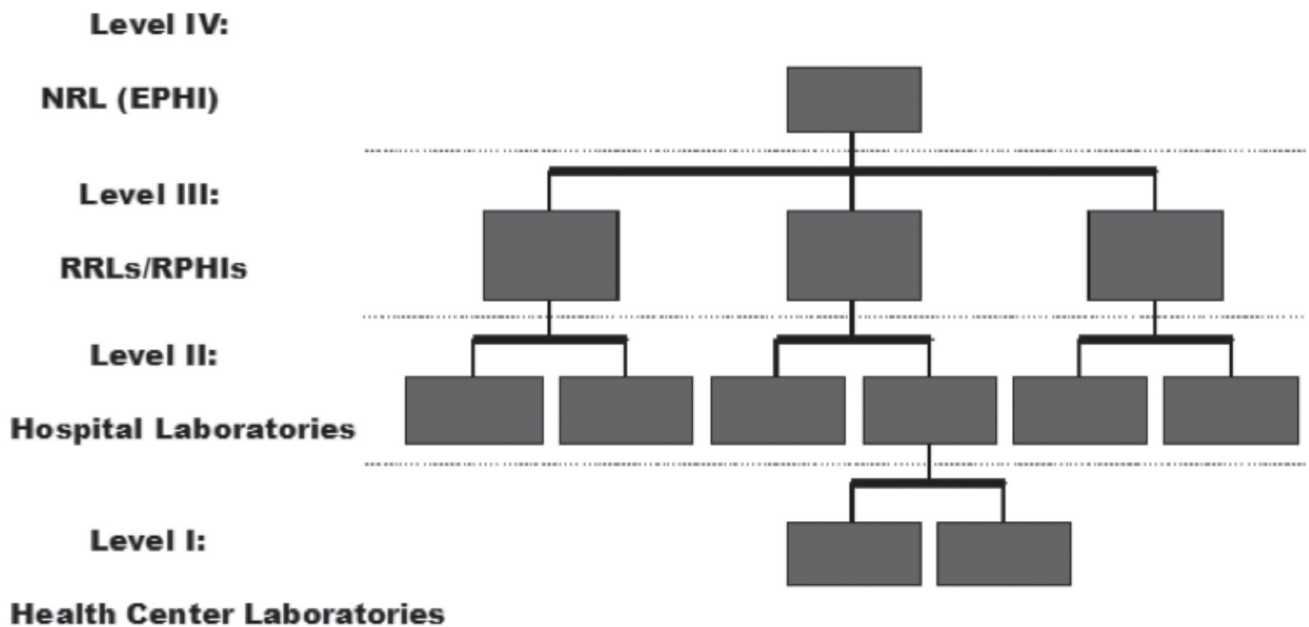 Level IV:
NRL (EPHI)
Level III:
RRLs/RPHIs
Level II:
Hospital Laboratories
Level I:
Health Center Laboratories